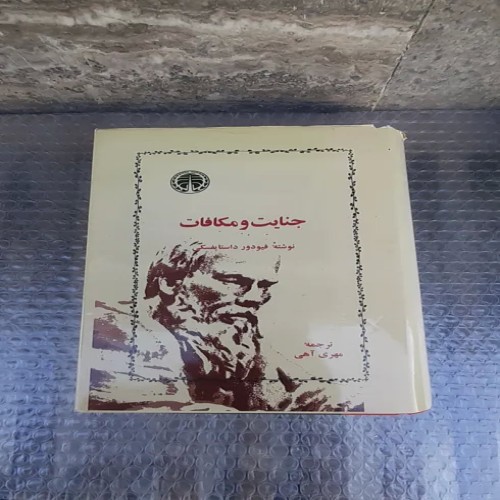 جنایت و مکافات
نوشتهٔ فیودور داستایفسکی
ترجمهٔ
مهری آهی